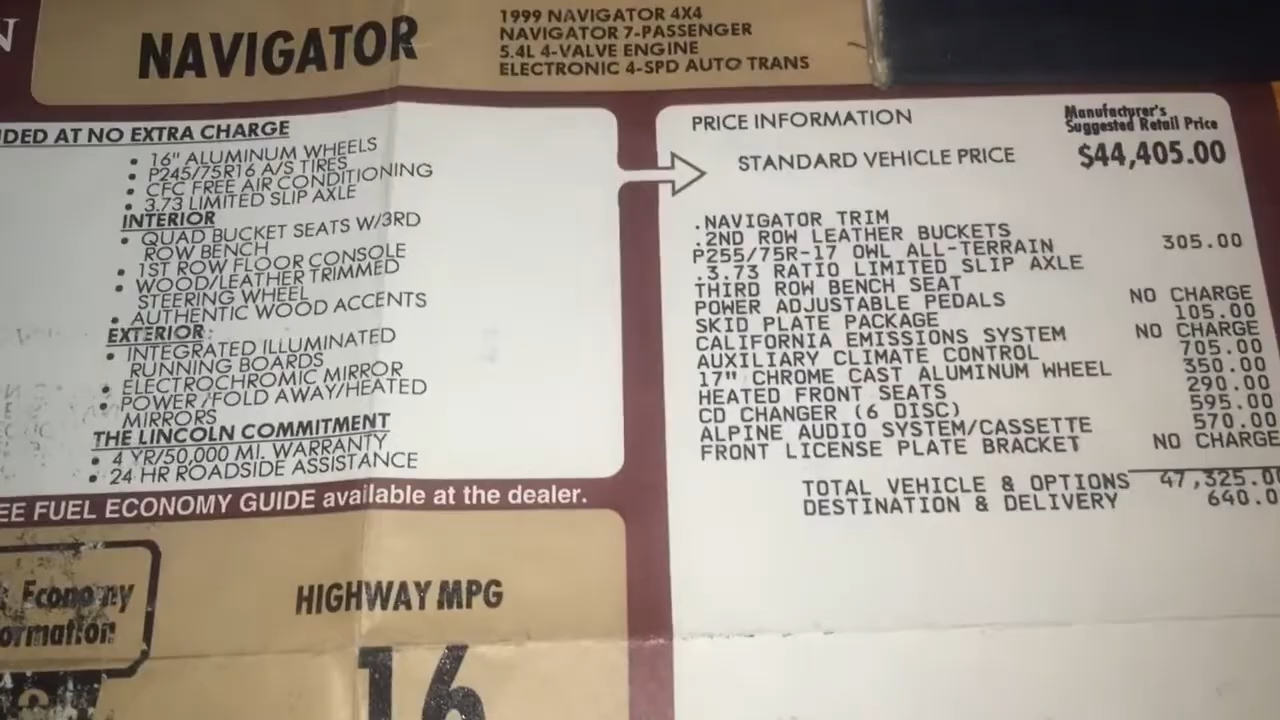 N
NAVIGATOR
1999 NAVIGATOR 4X4
NAVIGATOR 7-PASSENGER
5.4L 4-VALVE ENGINE
ELECTRONIC 4-SPD AUTO TRANS
DED AT NO EXTRA CHARGE
• 16" ALUMINUM WHEELS
• P245/75R16 A/S TIRES
• CFC FREE AIR CONDITIONING
• 3.73 LIMITED SLIP AXLE
INTERIOR
• QUAD BUCKET SEATS W/3RD
ROW BENCH
• 1ST ROW FLOOR CONSOLE
• WOOD/LEATHER TRIMMED
STEERING WHEEL
• AUTHENTIC WOOD ACCENTS
EXTERIOR:
• INTEGRATED ILLUMINATED
RUNNING BOARDS
• ELECTROCHROMIC MIRROR
• POWER/FOLD AWAY/HEATED
MIRRORS
THE LINCOLN COMMITMENT
• 4 YR/50,000 MI. WARRANTY
• 24 HR ROADSIDE ASSISTANCE
EE FUEL ECONOMY GUIDE available at the dealer.
Economy
ormation
HIGHWAY MPG
16
PRICE INFORMATION
Manufacturer's
Suggested Retail Price
STANDARD VEHICLE PRICE $44,405.00
.NAVIGATOR TRIM
.2ND ROW LEATHER BUCKETS
P255/75R-17 OWL ALL-TERRAIN 305.00
.3.73 RATIO LIMITED SLIP AXLE
THIRD ROW BENCH SEAT
POWER ADJUSTABLE PEDALS NO CHARGE
SKID PLATE PACKAGE 105.00
CALIFORNIA EMISSIONS SYSTEM NO CHARGE
AUXILIARY CLIMATE CONTROL 705.00
17" CHROME CAST ALUMINUM WHEEL 350.00
HEATED FRONT SEATS 290.00
CD CHANGER (6 DISC) 595.00
ALPINE AUDIO SYSTEM/CASSETTE 570.00
FRONT LICENSE PLATE BRACKET NO CHARGE
TOTAL VEHICLE & OPTIONS 47,325.00
DESTINATION & DELIVERY 640.0